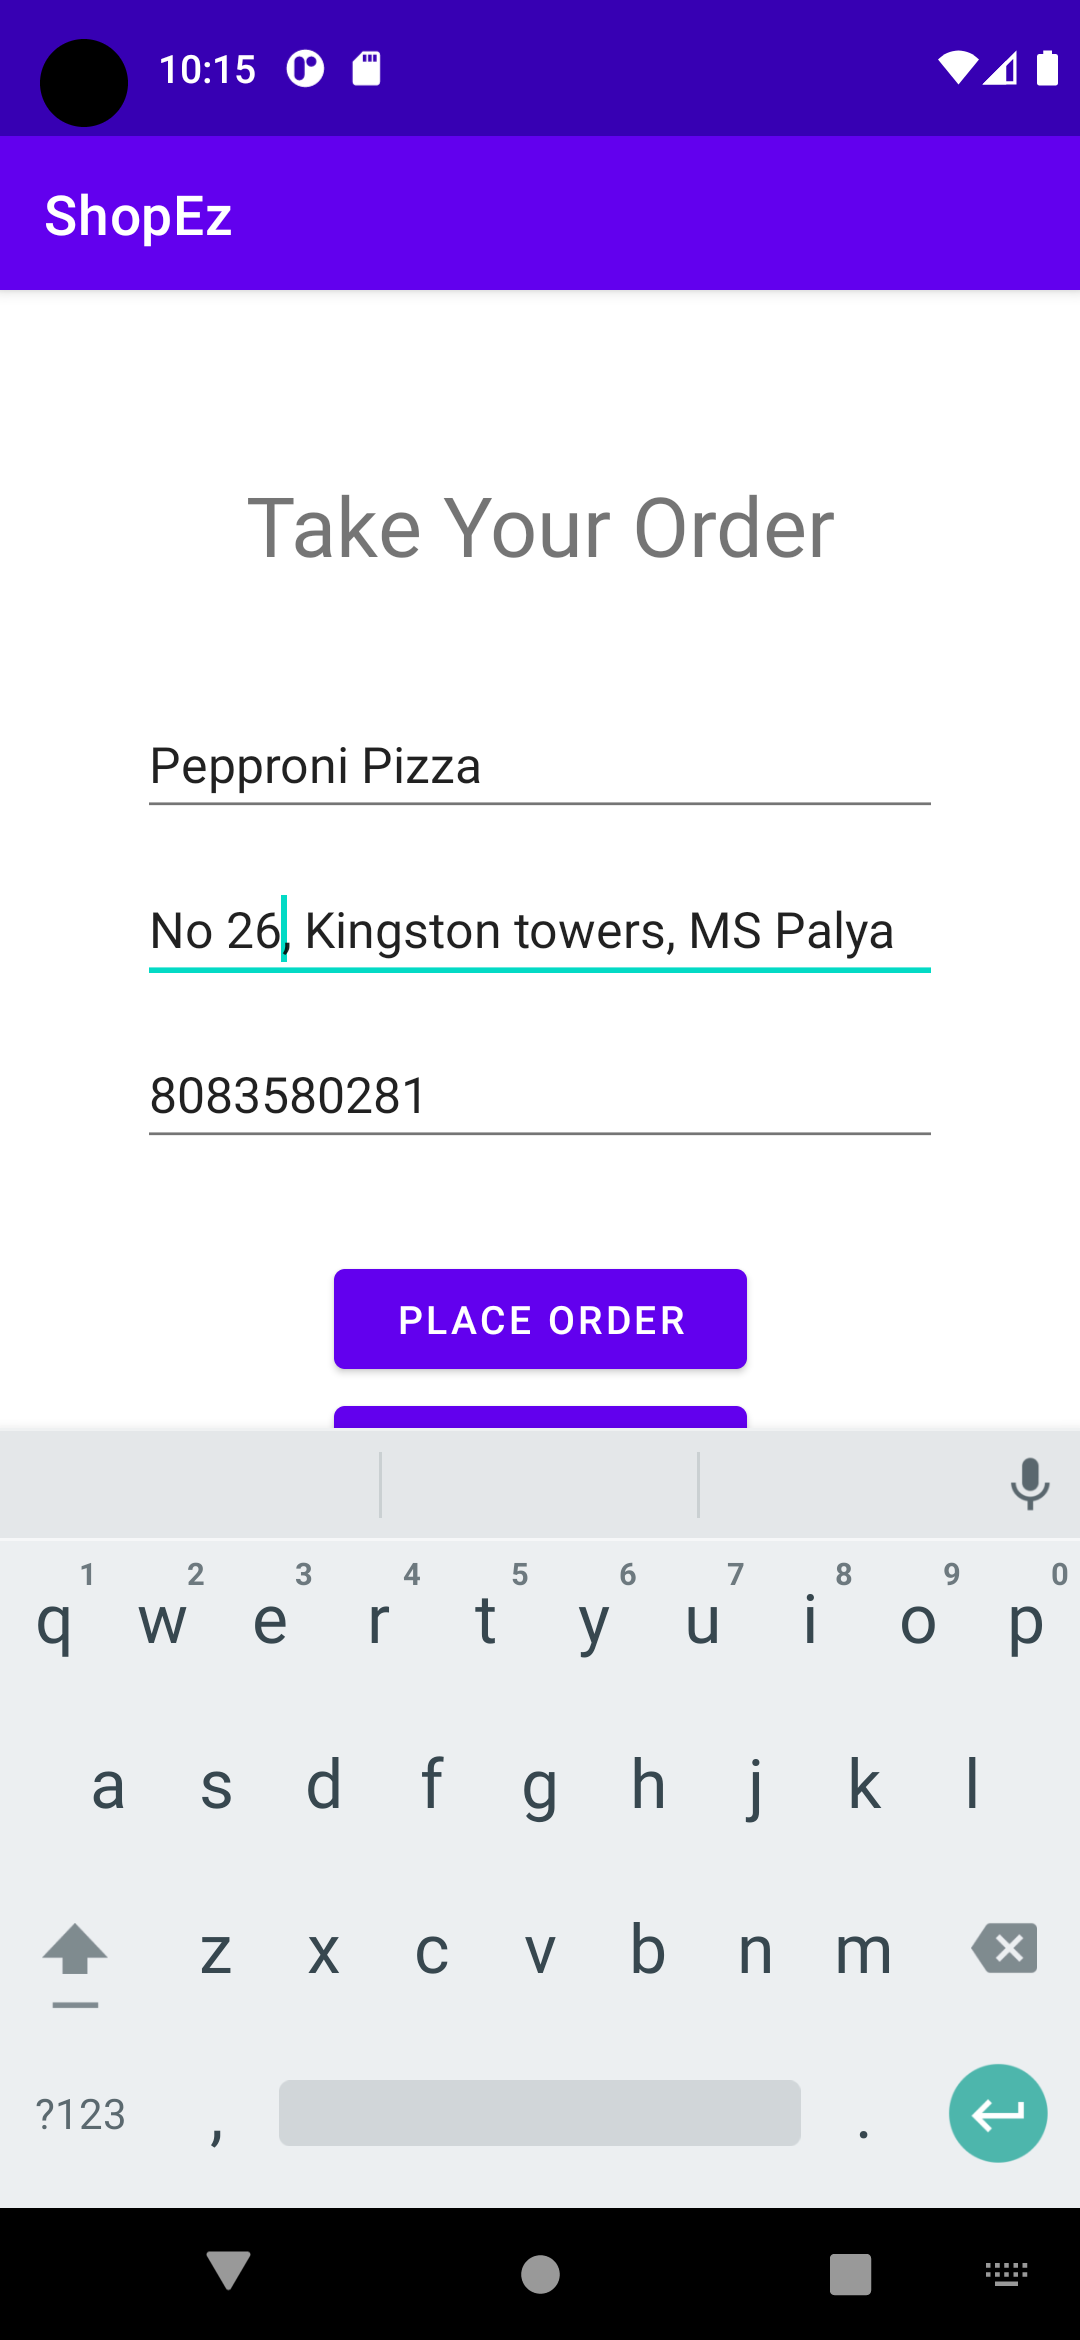 10:15
ShopEz
Take Your Order
Pepproni Pizza
No 26, Kingston towers, MS Palya
8083580281
PLACE ORDER
1 2 3 4 5 6 7 8 9 0
q w e r t y u i o p
a s d f g h j k l
z x c v b n m
?123 , .